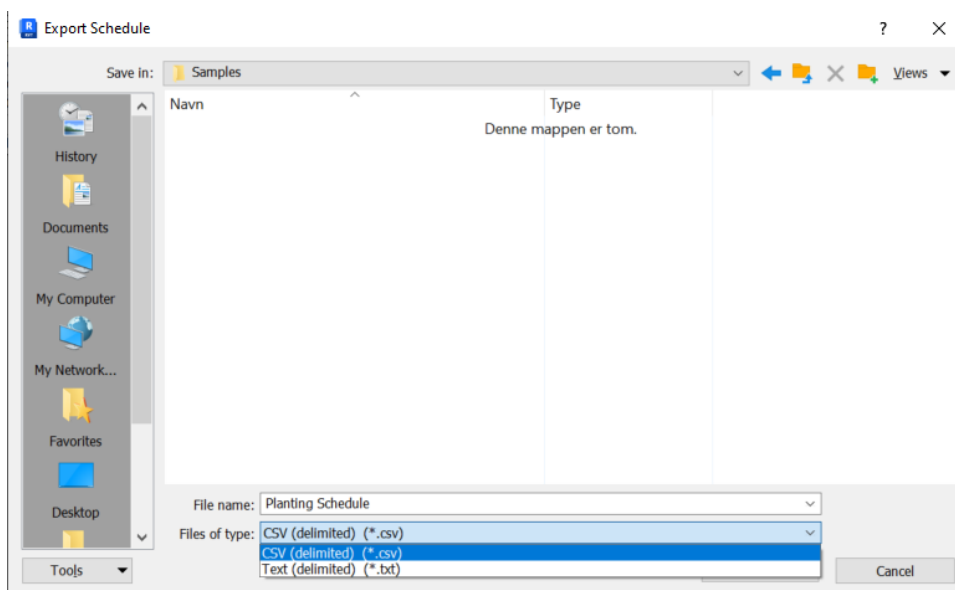 Export Schedule
?
Save in:
Samples
Views
Navn
Type
Denne mappen er tom.
History
Documents
My Computer
My Network...
Favorites
Desktop
File name:
Planting Schedule
Files of type:
CSV (delimited) (*.csv)
CSV (delimited) (*.csv)
Text (delimited) (*.txt)
Tools
Cancel